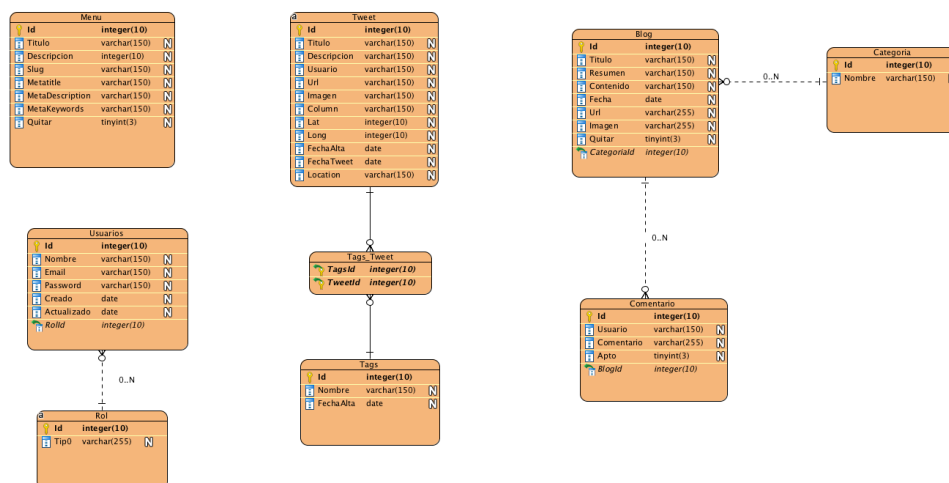 Menu
Id integer(10)
Titulo varchar(150) N
Descripcion integer(10) N
Slug varchar(150) N
Metatitle varchar(150) N
MetaDescription varchar(150) N
MetaKeywords varchar(150) N
Quitar tinyint(3) N
a Tweet
Id integer(10)
Titulo varchar(150) N
Descripcion varchar(150) N
Usuario varchar(150) N
Url varchar(150) N
Imagen varchar(150) N
Column varchar(150) N
Lat integer(10) N
Long integer(10) N
FechaAlta date N
FechaTweet date N
Location varchar(150) N
Blog
Id integer(10)
Titulo varchar(150) N
Resumen varchar(150) N
Contenido varchar(150) N
Fecha date N
Url varchar(255) N
Imagen varchar(255) N
Quitar tinyint(3) N
CategoriaId integer(10)
0..N
Categoria
Id integer(10)
Nombre varchar(150)
Usuarios
Id integer(10)
Nombre varchar(150) N
Email varchar(150) N
Password varchar(150) N
Creado date N
Actualizado date N
RolId integer(10)
0..N
a Rol
Id integer(10)
Tip0 varchar(255) N
Tags_Tweet
TagsId integer(10)
TweetId integer(10)
Tags
Id integer(10)
Nombre varchar(150) N
FechaAlta date N
0..N
Comentario
Id integer(10)
Usuario varchar(150) N
Comentario varchar(255) N
Apto tinyint(3) N
BlogId integer(10)